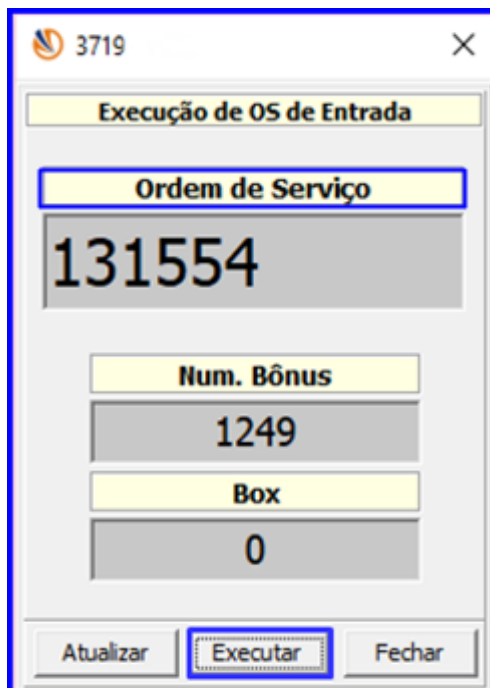 3719
Execução de OS de Entrada
Ordem de Serviço
131554
Num. Bônus
1249
Box
0
Atualizar Executar Fechar